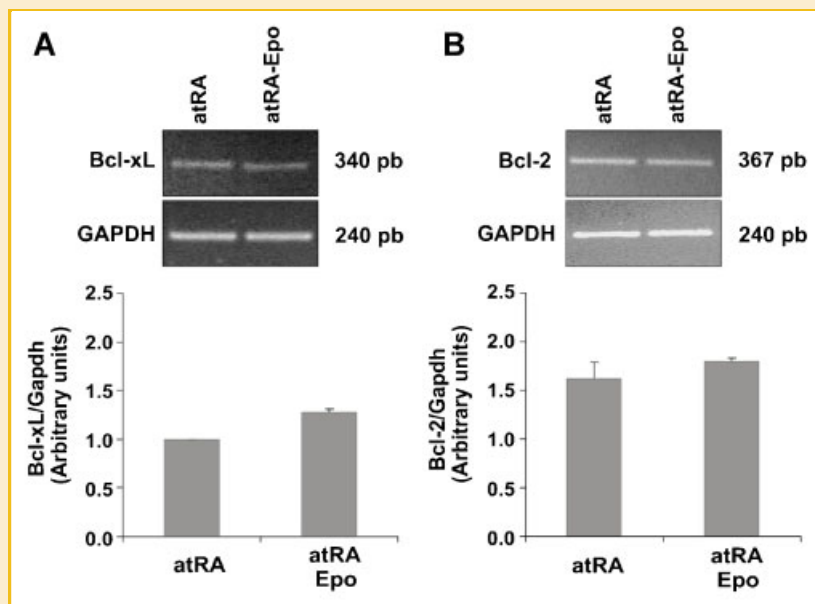 A
atRA
atRA-Epo
Bcl-xL
340 pb
GAPDH
240 pb
Bcl-xL/Gapdh
(Arbitrary units)
2.5
2.0
1.5
1.0
0.5
0.0
atRA
atRA
Epo
B
atRA
atRA-Epo
Bcl-2
367 pb
GAPDH
240 pb
Bcl-2/Gapdh
(Arbitrary units)
2.5
2.0
1.5
1.0
0.5
0.0
atRA
atRA
Epo